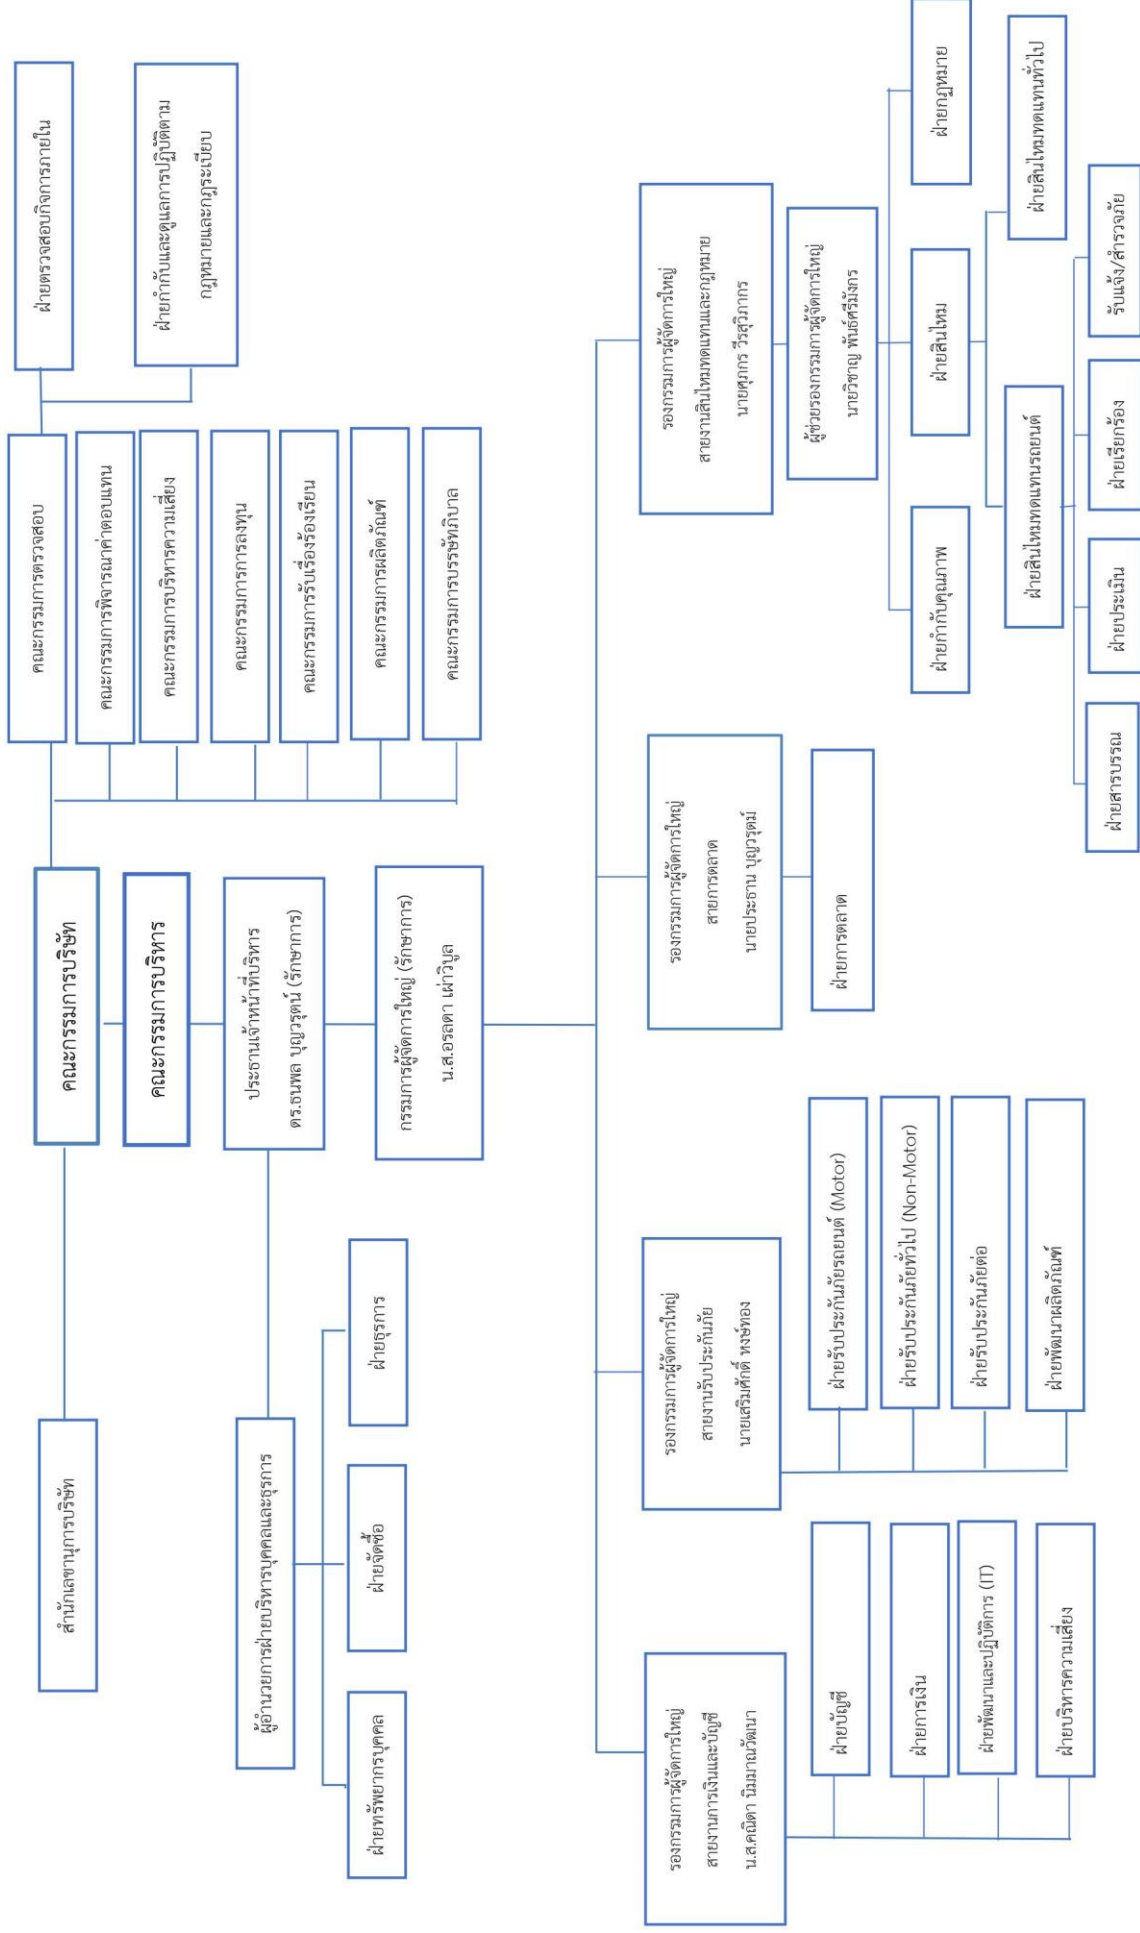 คณะกรรมการบริษัท
สำนักเลขานุการบริษัท
คณะกรรมการบริหาร
คณะกรรมการตรวจสอบ
ฝ่ายตรวจสอบกิจการภายใน
ฝ่ายกำกับและดูแลการปฏิบัติตาม
กฎหมายและกฎระเบียบ
คณะกรรมการพิจารณาค่าตอบแทน
คณะกรรมการบริหารความเสี่ยง
คณะกรรมการการลงทุน
คณะกรรมการรับเรื่องร้องเรียน
คณะกรรมการผลิตภัณฑ์
คณะกรรมการบรรษัทภิบาล
ประธานเจ้าหน้าที่บริหาร
ดร.ธนพล บุญวรุตน์ (รักษาการ)
ผู้อำนวยการฝ่ายบริหารบุคคลและธุรการ
ฝ่ายทรัพยากรบุคคล
ฝ่ายจัดซื้อ
ฝ่ายธุรการ
กรรมการผู้จัดการใหญ่ (รักษาการ)
น.ส.อรลดา เผ่าวิบูล
รองกรรมการผู้จัดการใหญ่
สายงานการเงินและบัญชี
น.ส.คณิตา นิมมาณวัฒนา
ฝ่ายบัญชี
ฝ่ายการเงิน
ฝ่ายพัฒนาและปฏิบัติการ (IT)
ฝ่ายบริหารความเสี่ยง
รองกรรมการผู้จัดการใหญ่
สายงานรับประกันภัย
นายเสริมศักดิ์ หงษ์ทอง
ฝ่ายรับประกันภัยรถยนต์ (Motor)
ฝ่ายรับประกันภัยทั่วไป (Non-Motor)
ฝ่ายรับประกันภัยต่อ
ฝ่ายพัฒนาผลิตภัณฑ์
รองกรรมการผู้จัดการใหญ่
สายการตลาด
นายประธาน บุญวรุตม์
ฝ่ายการตลาด
รองกรรมการผู้จัดการใหญ่
สายงานสินไหมทดแทนและกฎหมาย
นายศุภกร วีรสุวิภากร
ผู้ช่วยรองกรรมการผู้จัดการใหญ่
นายวิชาญ พันธ์ศรีมังกร
ฝ่ายกำกับคุณภาพ
ฝ่ายสินไหม
ฝ่ายกฎหมาย
ฝ่ายสินไหมทดแทนรถยนต์
ฝ่ายสินไหมทดแทนทั่วไป
ฝ่ายสารบรรณ
ฝ่ายประเมิน
ฝ่ายเรียกร้อง
รับแจ้ง/สำรวจภัย